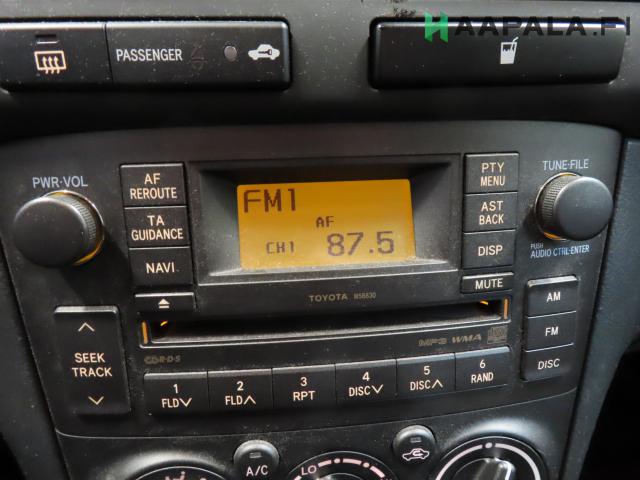 HAAPALA.FI
PASSENGER
PWR·VOL
AF REROUTE
TA GUIDANCE
NAVI
FM1
AF
CH1 87.5
PTY MENU
AST BACK
DISP
MUTE
TUNE·FILE
PUSH
AUDIO CTRL·ENTER
TOYOTA W58830
AM
FM
DISC
SEEK
TRACK
R·D·S
MP3 WMA
1 FLD
2 FLD
3 RPT
4 DISC
5 DISC
6 RAND
A/C
LO